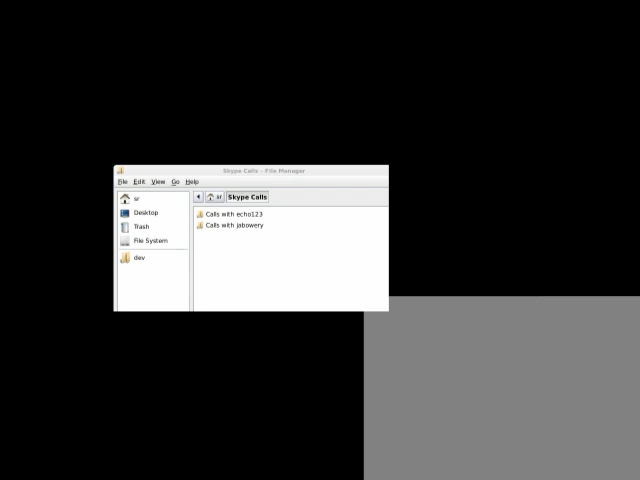 Skype Calls - File Manager
File Edit View Go Help
sr Skype Calls
sr
Desktop
Trash
File System
dev
Calls with echo123
Calls with jabowery